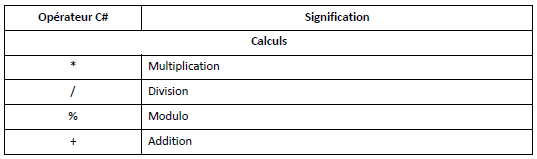 Opérateur C# Signification
Calculs
* Multiplication
/ Division
% Modulo
+ Addition